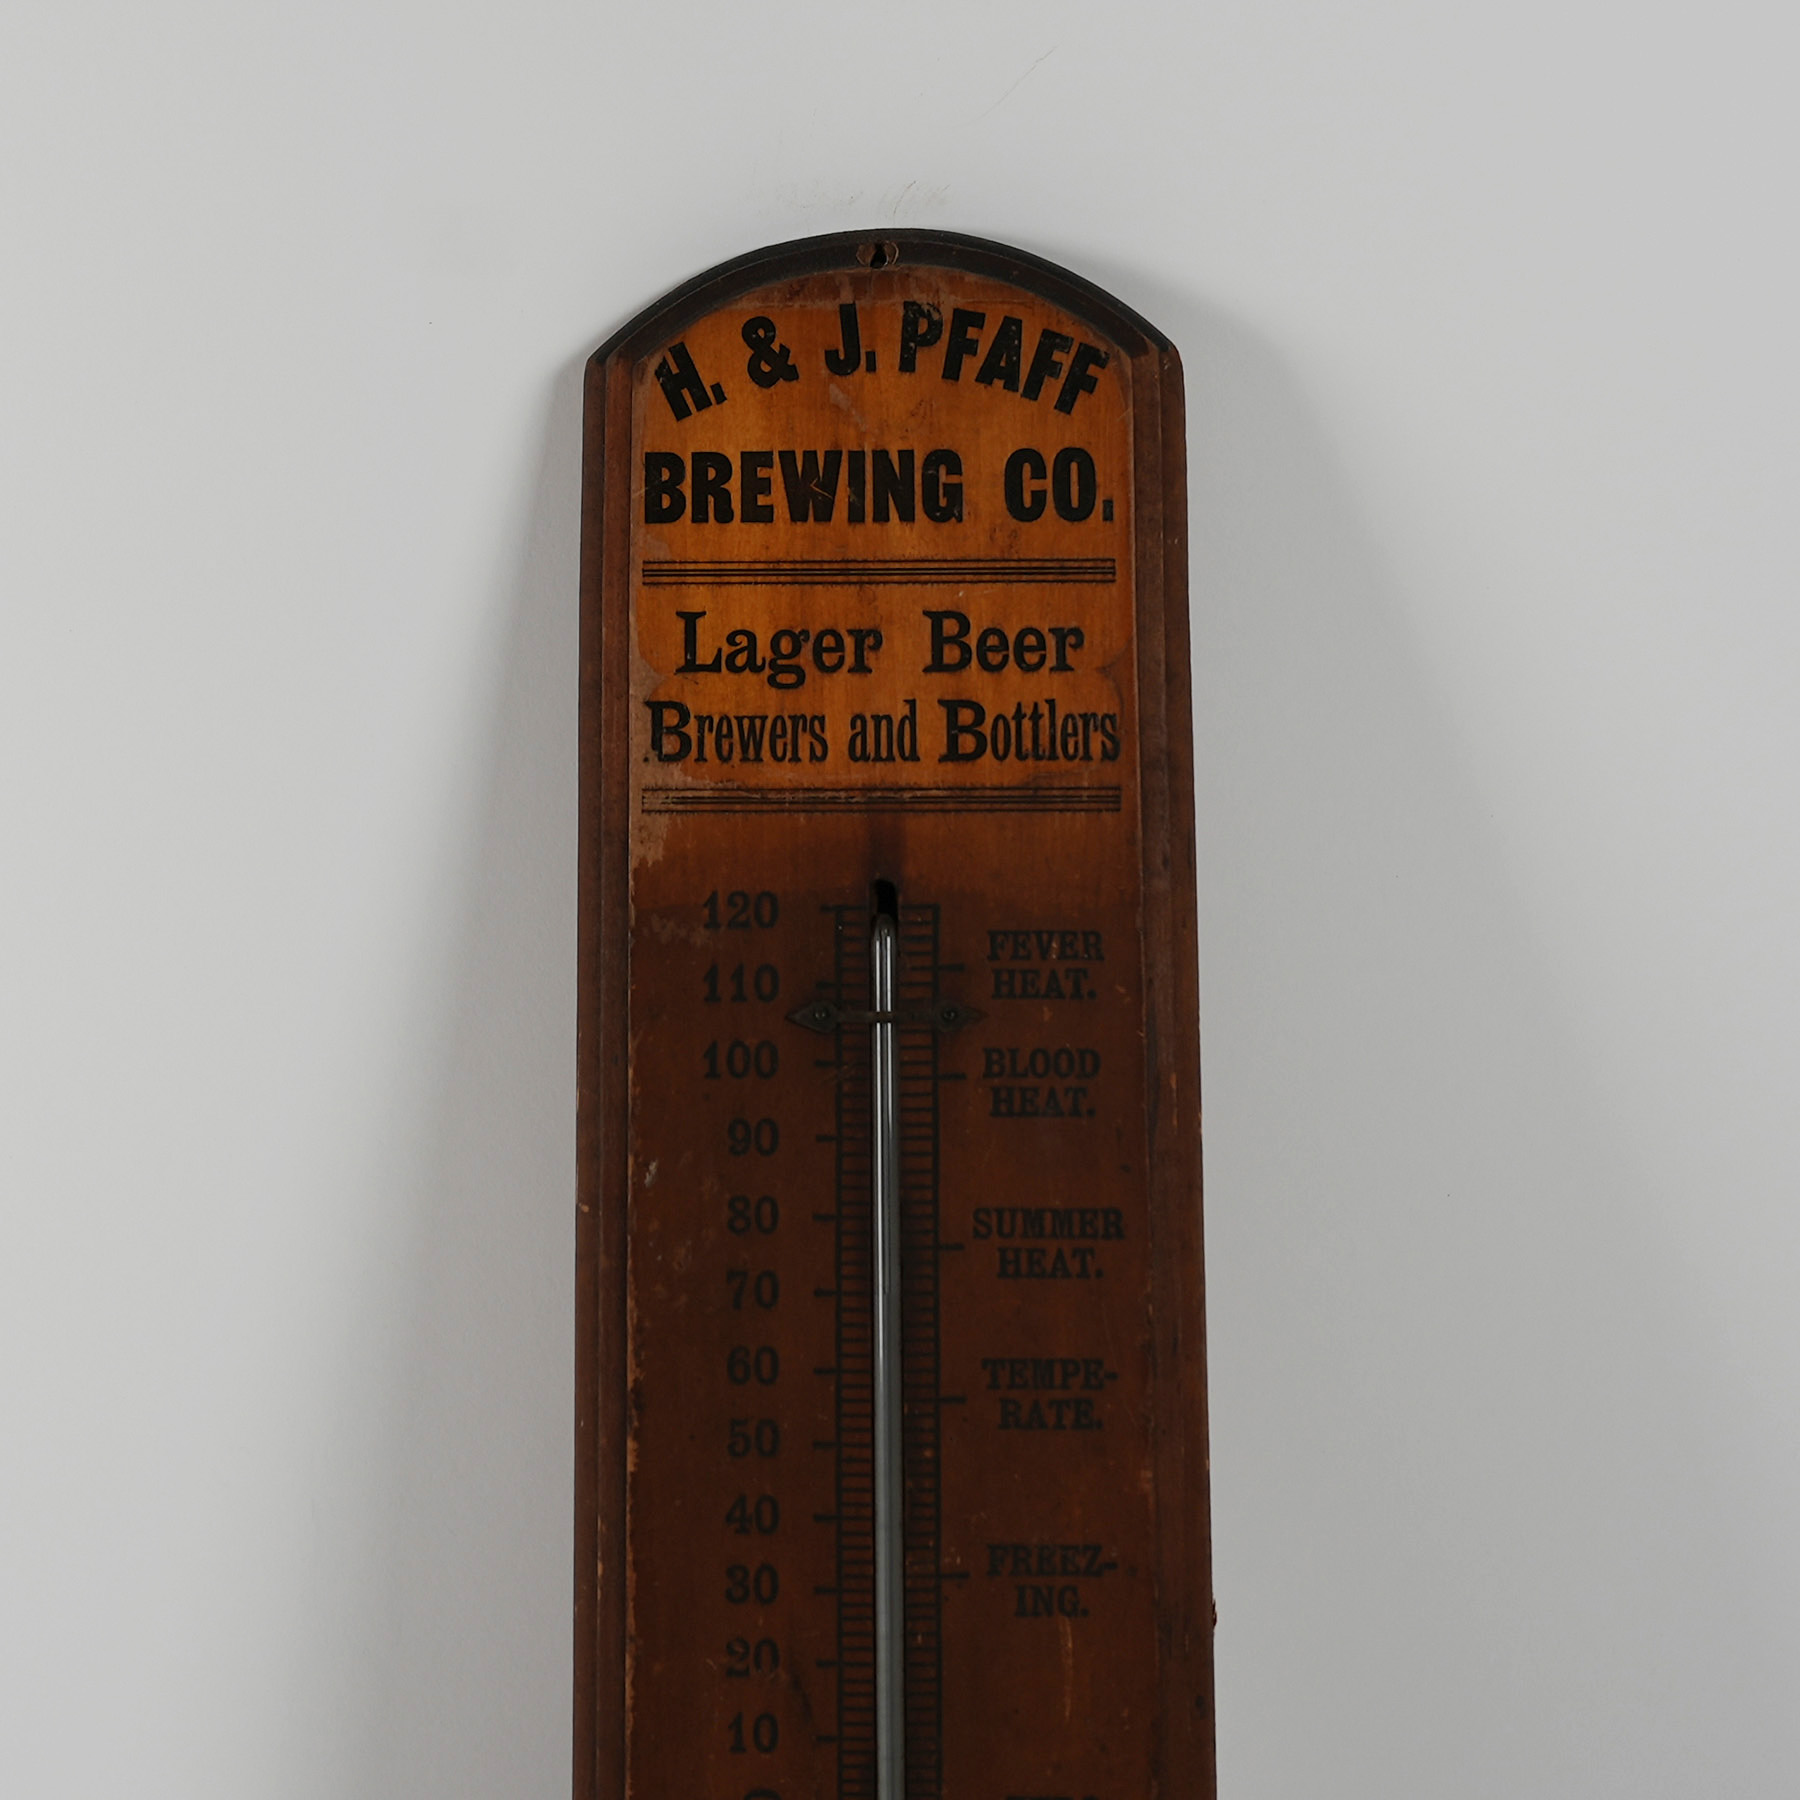 H. & J. PFAFF
BREWING CO.
Lager Beer
Brewers and Bottlers
120
FEVER
HEAT.
110
100
BLOOD
HEAT.
90
80
SUMMER
HEAT.
70
60
TEMPE-
RATE.
50
40
30
FREEZ-
ING.
20
10